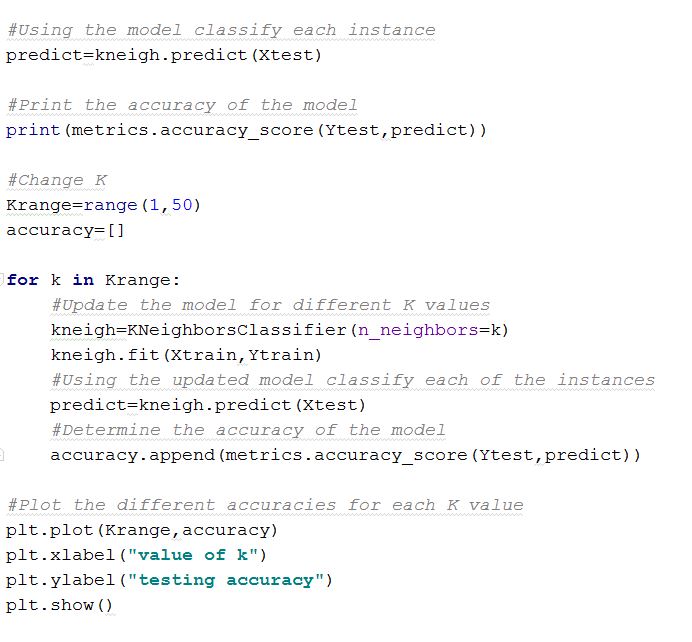 #Using the model classify each instance
predict=kneigh.predict(Xtest)
#Print the accuracy of the model
print(metrics.accuracy_score(Ytest,predict))
#Change K
Krange=range(1,50)
accuracy=[]
for k in Krange:
    #Update the model for different K values
    kneigh=KNeighborsClassifier(n_neighbors=k)
    kneigh.fit(Xtrain,Ytrain)
    #Using the updated model classify each of the instances
    predict=kneigh.predict(Xtest)
    #Determine the accuracy of the model
    accuracy.append(metrics.accuracy_score(Ytest,predict))
#Plot the different accuracies for each K value
plt.plot(Krange,accuracy)
plt.xlabel("value of k")
plt.ylabel("testing accuracy")
plt.show()